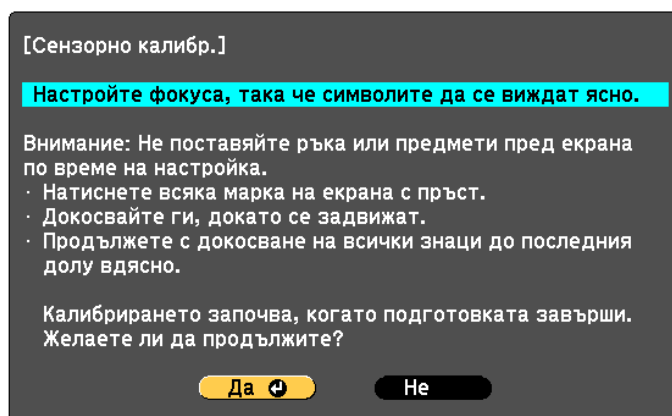 [Сензорно калибр.]
Настройте фокуса, така че символите да се виждат ясно.
Внимание: Не поставяйте ръка или предмети пред екрана
по време на настройка.
· Натиснете всяка марка на екрана с пръст.
· Докосвайте ги, докато се задвижат.
· Продължете с докосване на всички знаци до последния
долу вдясно.
Калибрирането започва, когато подготовката завърши.
Желаете ли да продължите?
Да Не